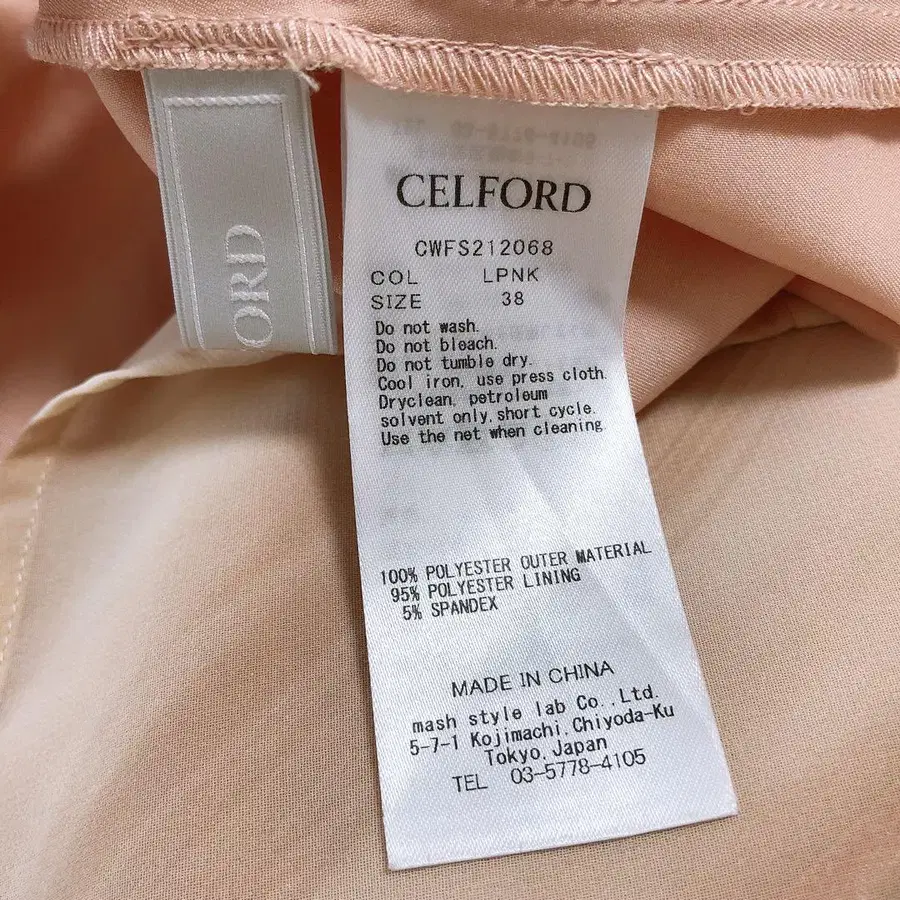 ORD
CELFORD
CWFS212068
COL LPNK
SIZE 38
Do not wash.
Do not bleach.
Do not tumble dry.
Cool iron, use press cloth.
Dryclean, petroleum
solvent only, short cycle.
Use the net when cleaning.
100% POLYESTER OUTER MATERIAL
95% POLYESTER LINING
5% SPANDEX
MADE IN CHINA
mash style lab Co.,Ltd.
5-7-1 Kojimachi,Chiyoda-Ku
Tokyo,Japan
TEL 03-5778-4105